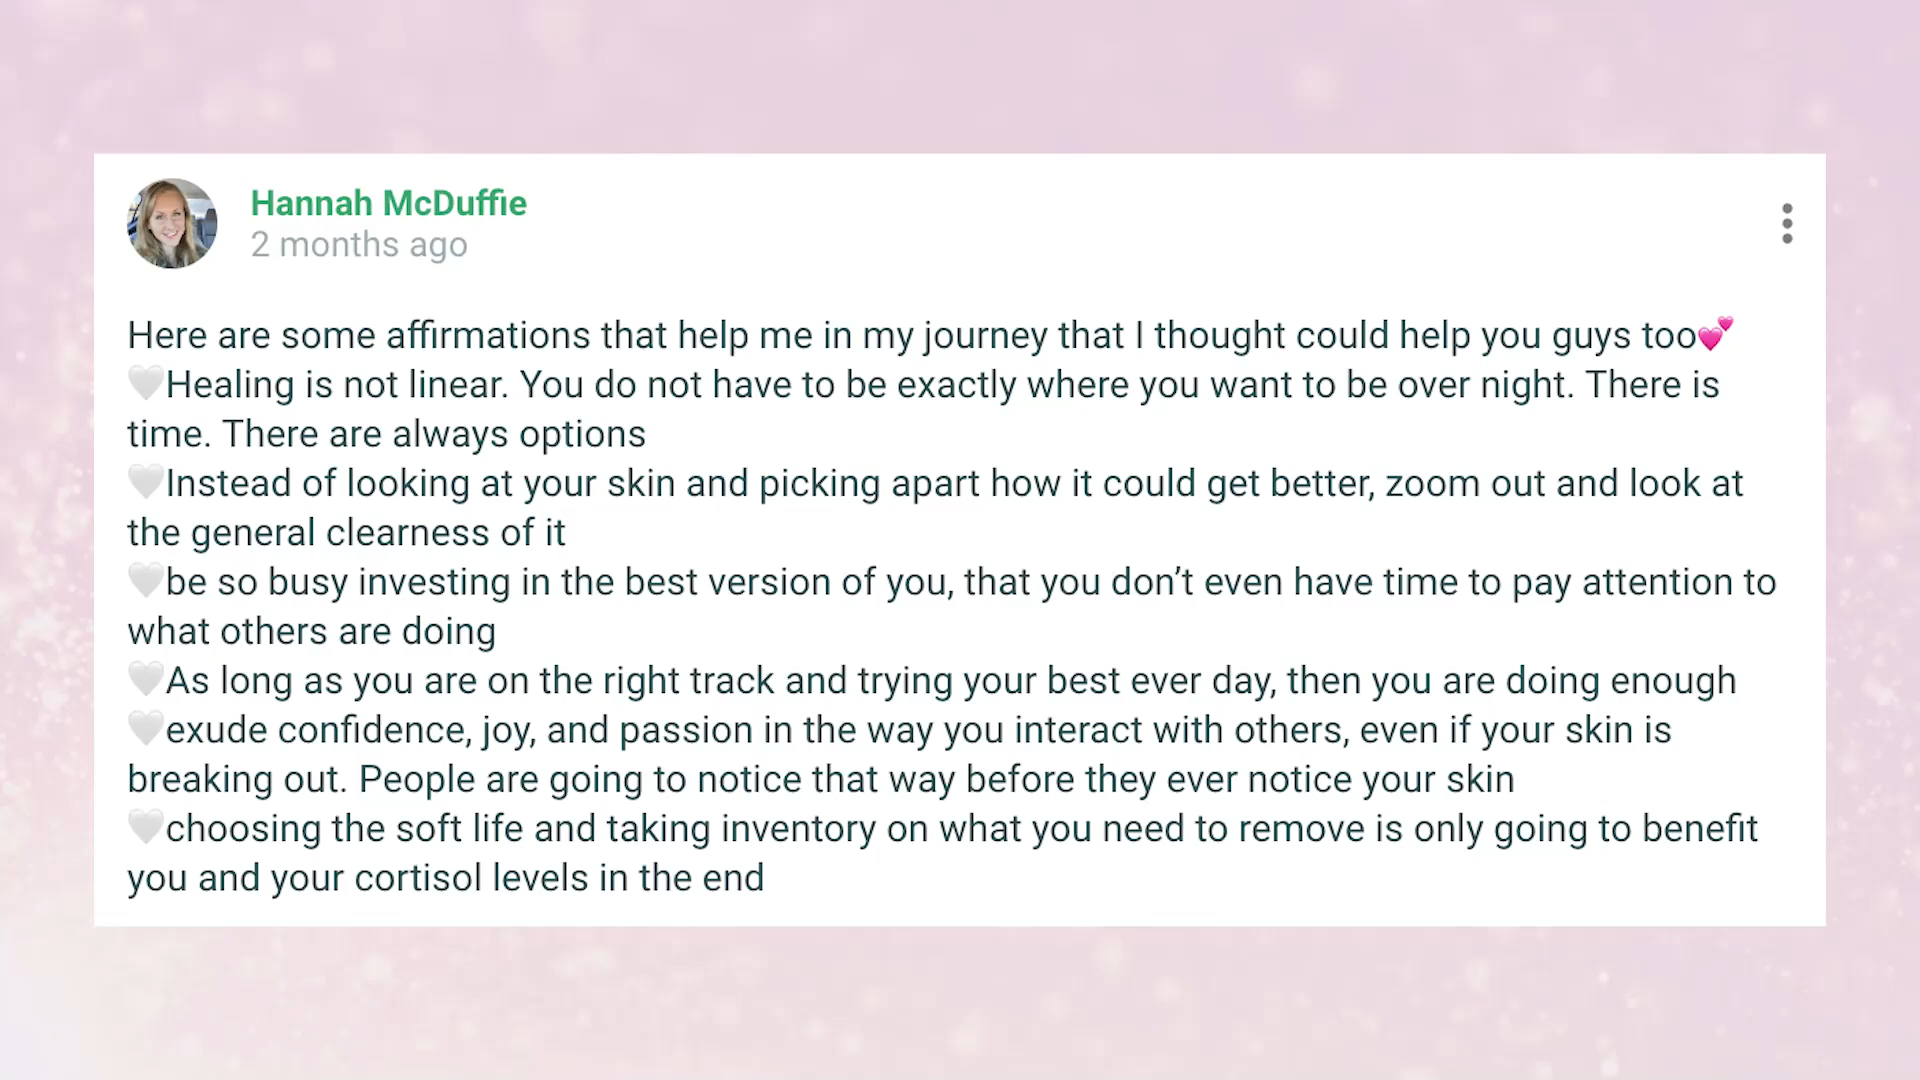 Hannah McDuffie
2 months ago
Here are some affirmations that help me in my journey that I thought could help you guys too💕
🤍Healing is not linear. You do not have to be exactly where you want to be over night. There is
time. There are always options
🤍Instead of looking at your skin and picking apart how it could get better, zoom out and look at
the general clearness of it
🤍be so busy investing in the best version of you, that you don’t even have time to pay attention to
what others are doing
🤍As long as you are on the right track and trying your best ever day, then you are doing enough
🤍exude confidence, joy, and passion in the way you interact with others, even if your skin is
breaking out. People are going to notice that way before they ever notice your skin
🤍choosing the soft life and taking inventory on what you need to remove is only going to benefit
you and your cortisol levels in the end